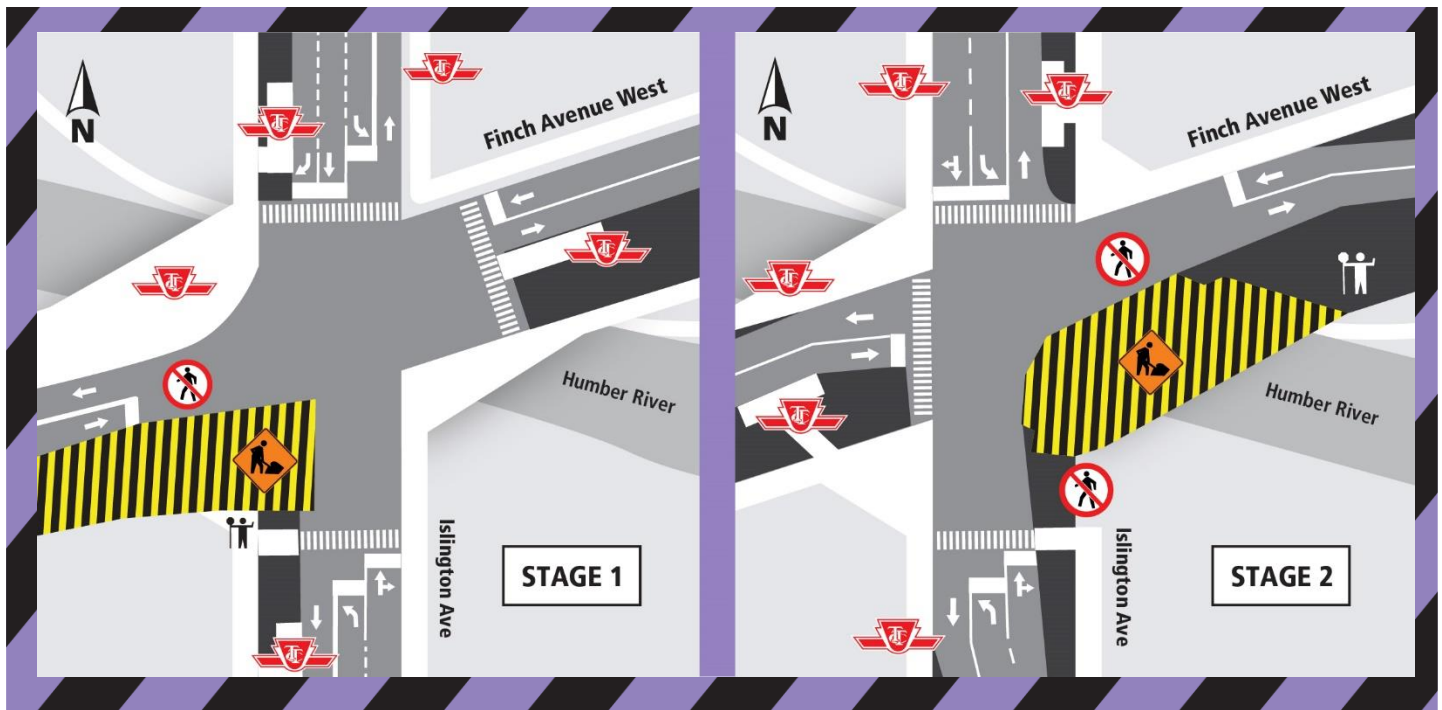 N
Finch Avenue West
Humber River
Islington Ave
STAGE 1
N
Finch Avenue West
Humber River
Islington Ave
STAGE 2